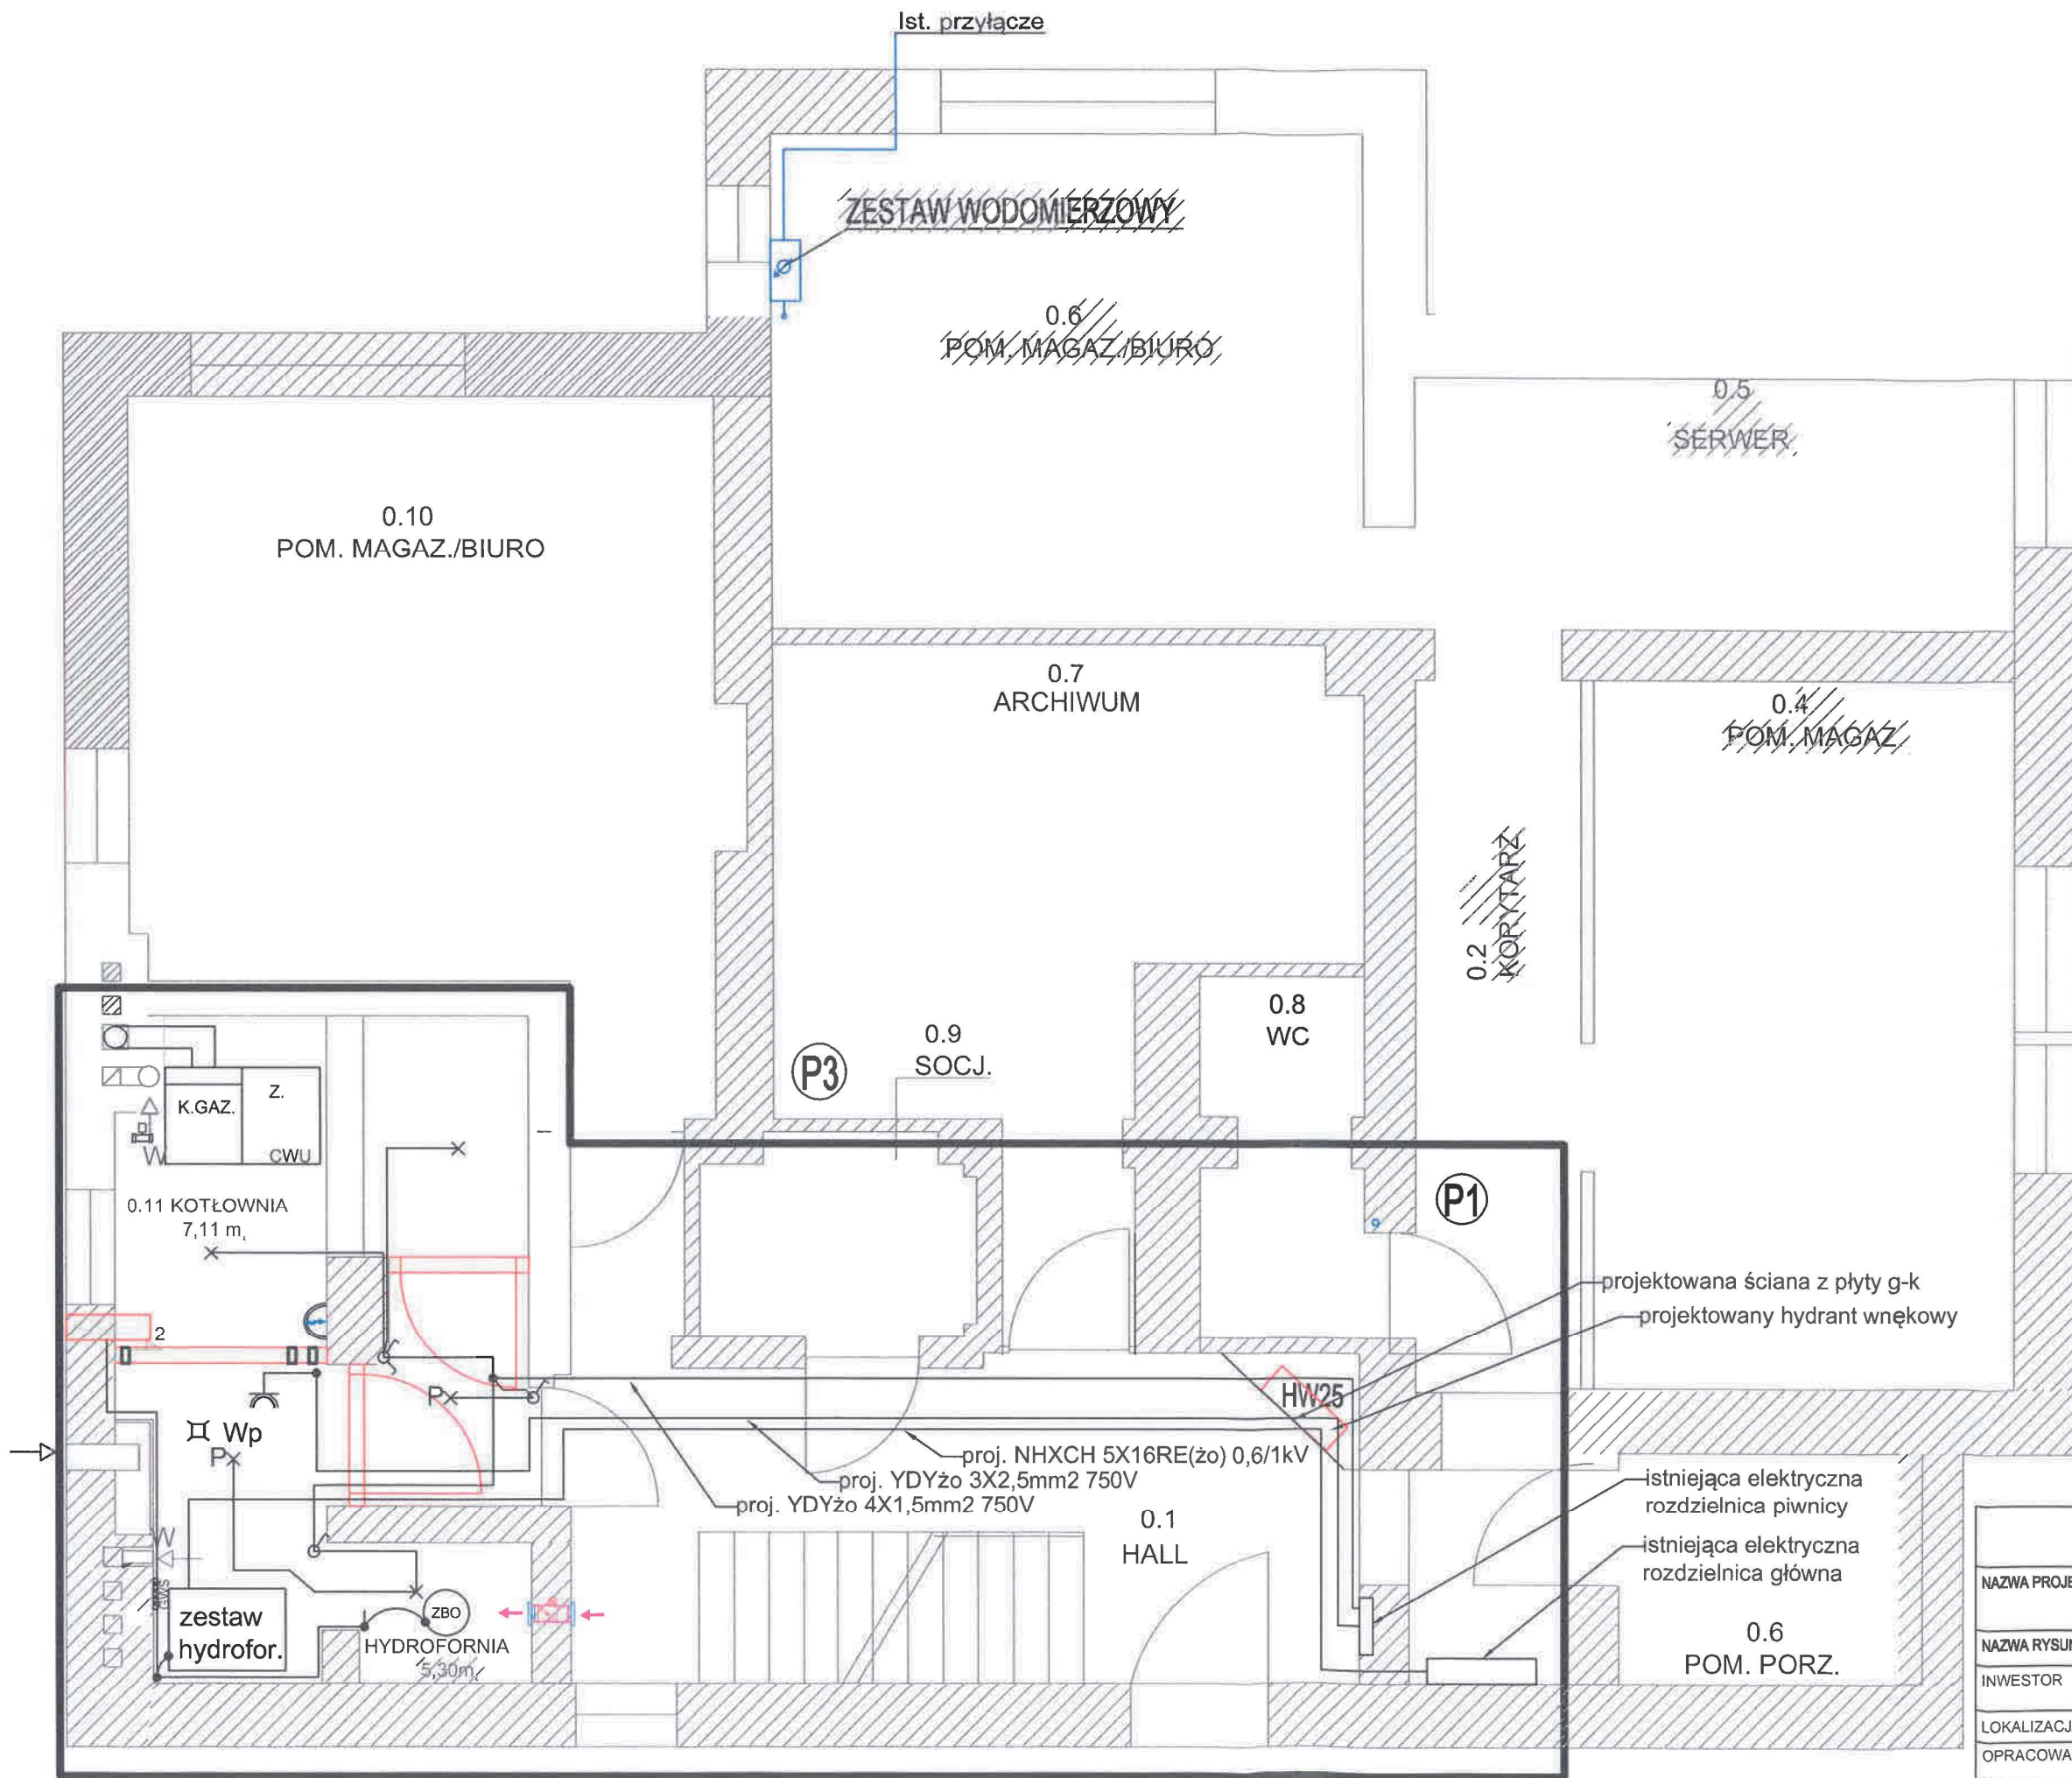 Ist. przyłącze
ZESTAW WODOMIERZOWY
0.6
POM. MAGAZ./BIURO
0.5
SERWER
0.10
POM. MAGAZ./BIURO
0.7
ARCHIWUM
0.4
POM. MAGAZ.
0.2
KORYTARZ
0.8
WC
0.9
SOCJ.
P3
K.GAZ.
Z.
CWU
W
0.11 KOTŁOWNIA
7,11 m
P1
projektowana ściana z płyty g-k
projektowany hydrant wnękowy
2
HW25
P
Wp
P
proj. NHXCH 5X16RE(żo) 0,6/1kV
proj. YDYżo 3X2,5mm2 750V
proj. YDYżo 4X1,5mm2 750V
istniejąca elektryczna
rozdzielnica piwnicy
istniejąca elektryczna
rozdzielnica główna
0.1
HALL
W
GWS
zestaw
hydrofor.
ZBO
HYDROFORNIA
5,30m
0.6
POM. PORZ.
NAZWA PROJE
NAZWA RYSUN
INWESTOR
LOKALIZACJ
OPRACOWA